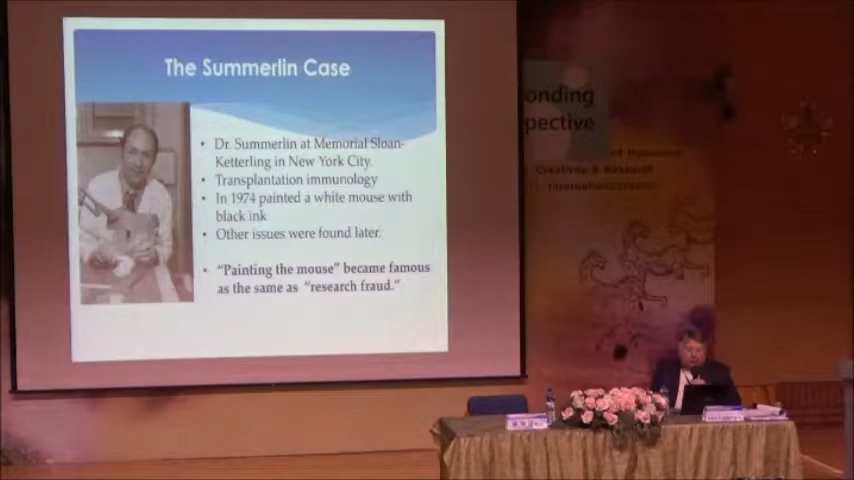 The Summerlin Case
• Dr. Summerlin at Memorial Sloan-
Ketterling in New York City.
• Transplantation immunology
• In 1974 painted a white mouse with
black ink
• Other issues were found later.
• “Painting the mouse” became famous
as the same as “research fraud.”
onding
pective
Creativity & Research